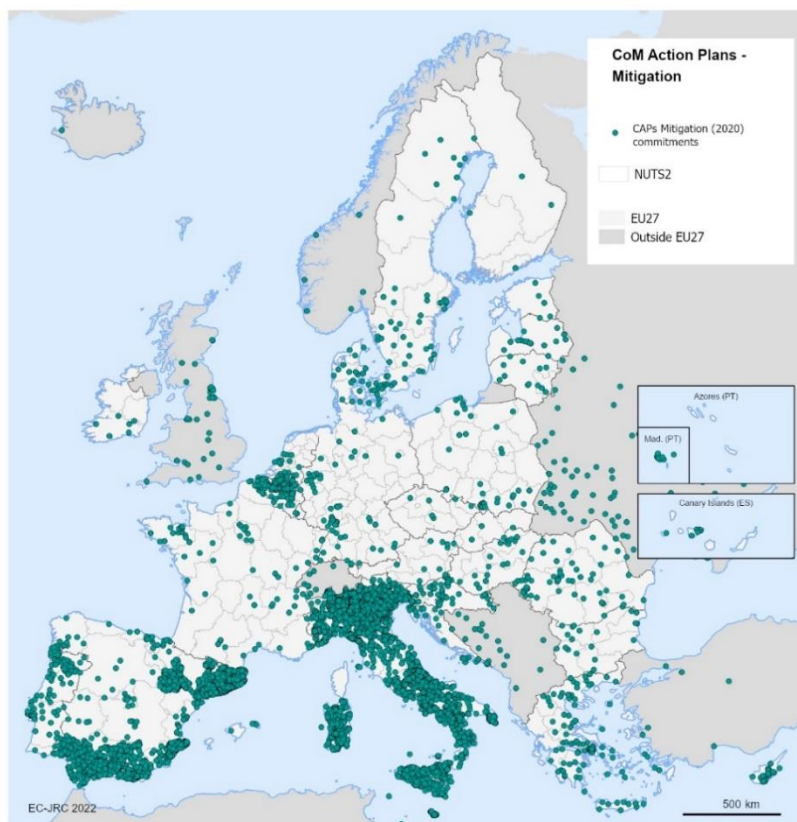 CoM Action Plans -
Mitigation
CAPs Mitigation (2020)
commitments
NUTS2
EU27
Outside EU27
Azores (PT)
Mad. (PT)
Canary Islands (ES)
EC-JRC 2022
500 km